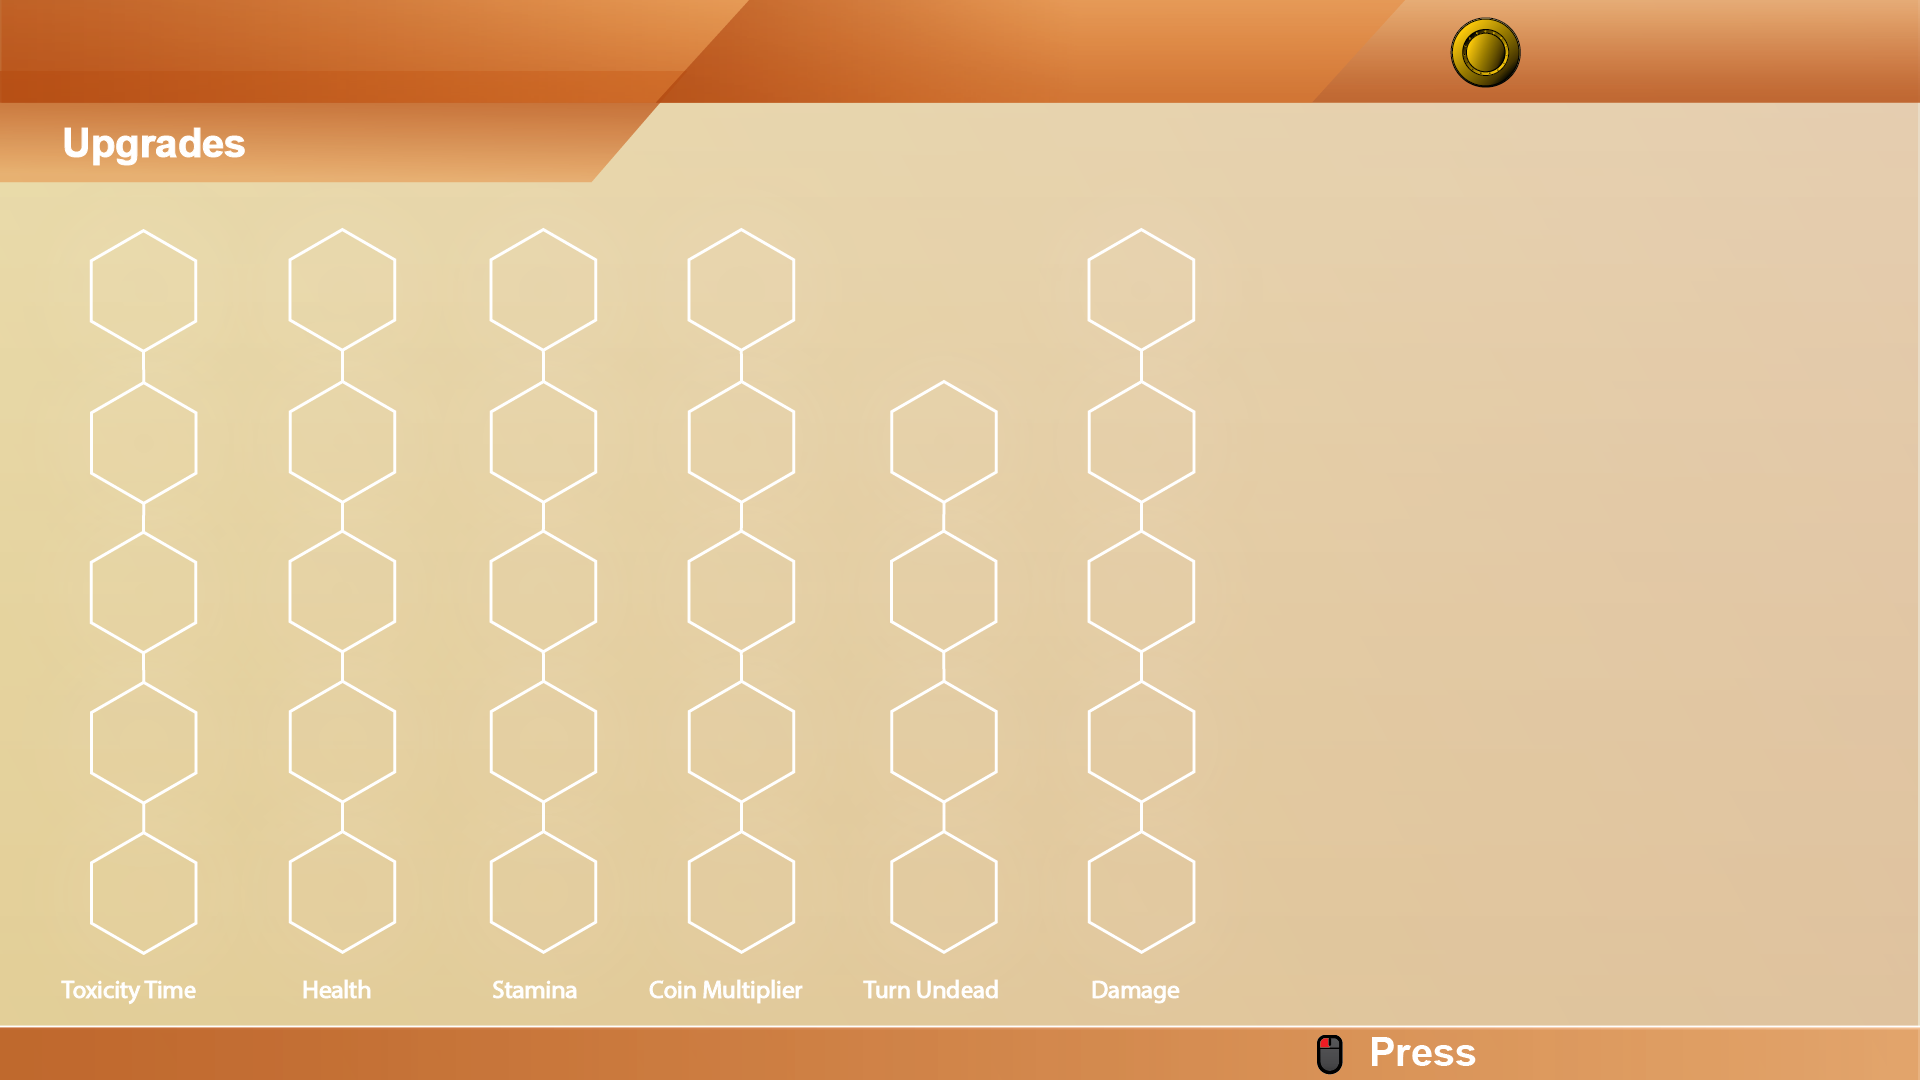 Upgrades
Toxicity Time
Health
Stamina
Coin Multiplier
Turn Undead
Damage
Press